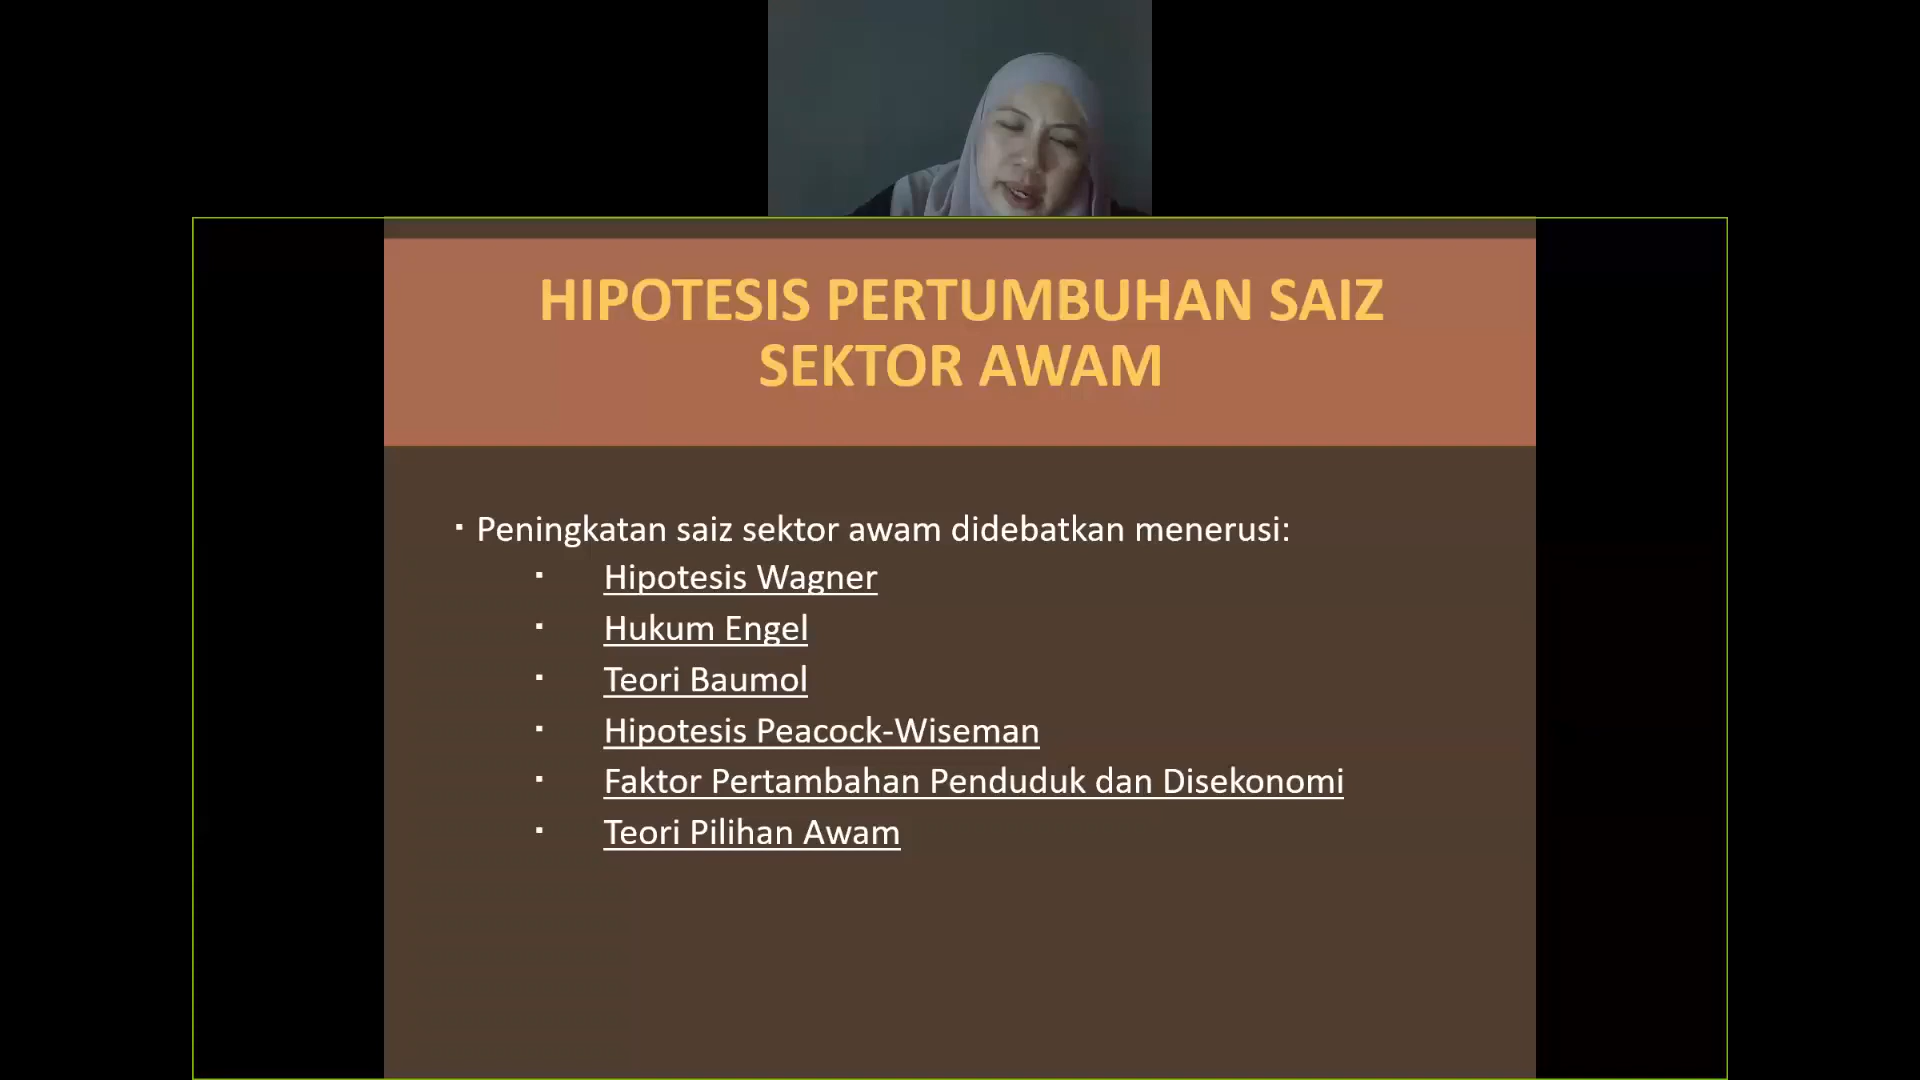 HIPOTESIS PERTUMBUHAN SAIZ
SEKTOR AWAM
▪ Peningkatan saiz sektor awam didebatkan menerusi:
▪ Hipotesis Wagner
▪ Hukum Engel
▪ Teori Baumol
▪ Hipotesis Peacock-Wiseman
▪ Faktor Pertambahan Penduduk dan Disekonomi
▪ Teori Pilihan Awam